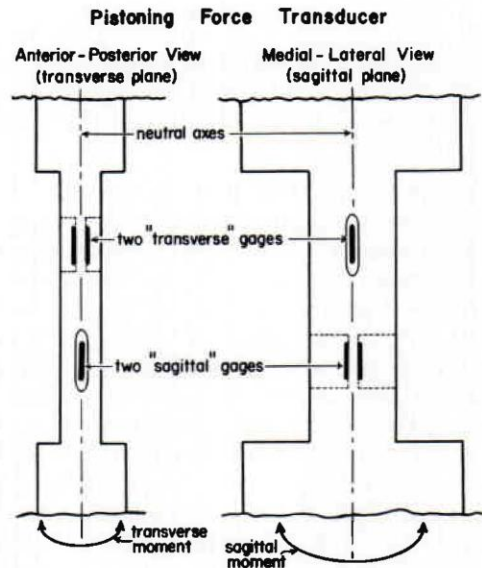 Pistoning Force Transducer
Anterior-Posterior View
(transverse plane)
Medial-Lateral View
(sagittal plane)
neutral axes
two "transverse" gages
two "sagittal" gages
transverse
moment
sagittal
moment